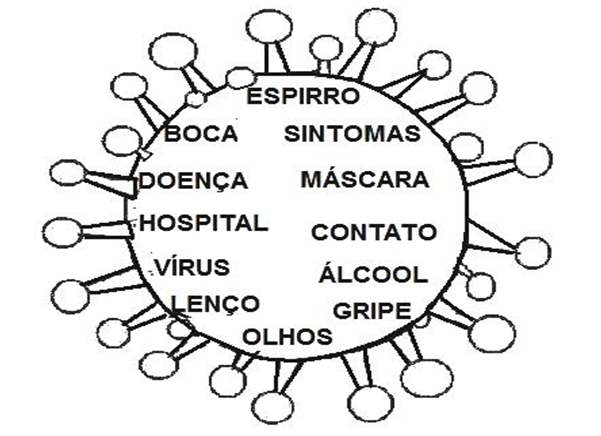 ESPIRRO
BOCA SINTOMAS
DOENÇA MÁSCARA
HOSPITAL CONTATO
VÍRUS ÁLCOOL
LENÇO GRIPE
OLHOS